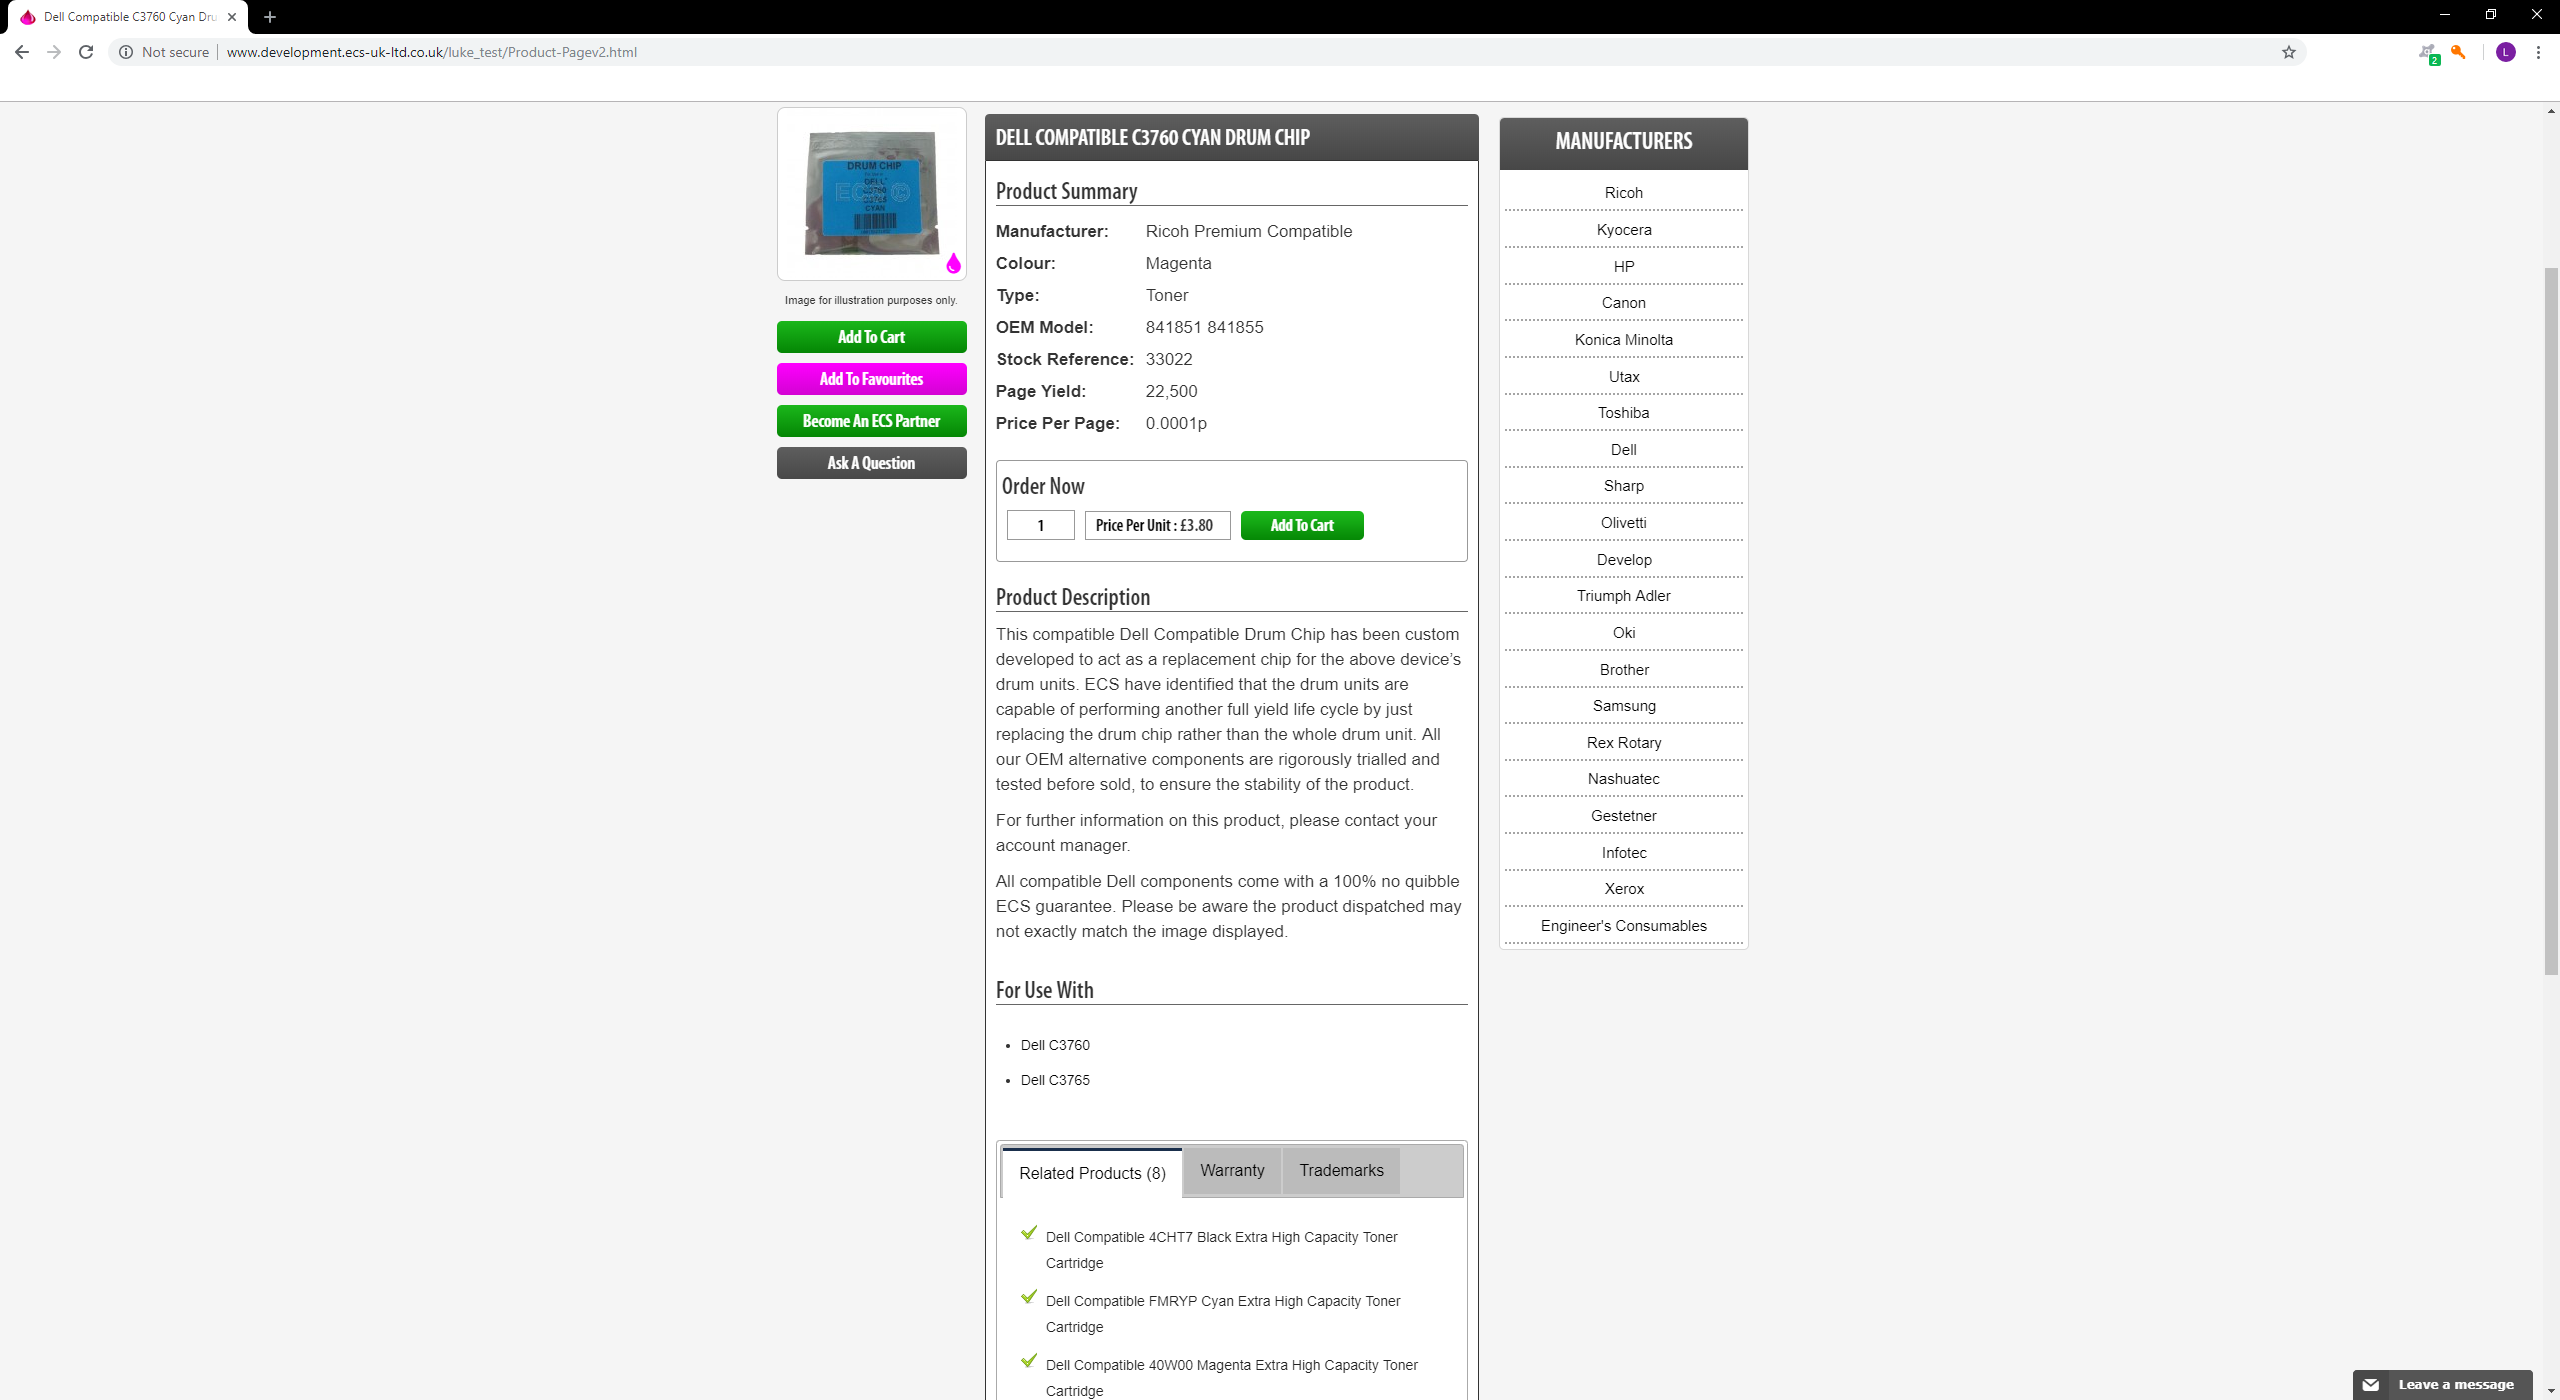 Dell Compatible C3760 Cyan Dru
Not secure
www.development.ecs-uk-ltd.co.uk/luke_test/Product-Pagev2.html
2
L
DRUM CHIP
DELL
C3760
C3765
CYAN
ECS ©
Image for illustration purposes only.
Add To Cart
Add To Favourites
Become An ECS Partner
Ask A Question
DELL COMPATIBLE C3760 CYAN DRUM CHIP
Product Summary
Manufacturer: Ricoh Premium Compatible
Colour: Magenta
Type: Toner
OEM Model: 841851 841855
Stock Reference: 33022
Page Yield: 22,500
Price Per Page: 0.0001p
Order Now
1 Price Per Unit : £3.80 Add To Cart
Product Description
This compatible Dell Compatible Drum Chip has been custom
developed to act as a replacement chip for the above device’s
drum units. ECS have identified that the drum units are
capable of performing another full yield life cycle by just
replacing the drum chip rather than the whole drum unit. All
our OEM alternative components are rigorously trialled and
tested before sold, to ensure the stability of the product.
For further information on this product, please contact your
account manager.
All compatible Dell components come with a 100% no quibble
ECS guarantee. Please be aware the product dispatched may
not exactly match the image displayed.
For Use With
Dell C3760
Dell C3765
Related Products (8) Warranty Trademarks
Dell Compatible 4CHT7 Black Extra High Capacity Toner
Cartridge
Dell Compatible FMRYP Cyan Extra High Capacity Toner
Cartridge
Dell Compatible 40W00 Magenta Extra High Capacity Toner
Cartridge
MANUFACTURERS
Ricoh
Kyocera
HP
Canon
Konica Minolta
Utax
Toshiba
Dell
Sharp
Olivetti
Develop
Triumph Adler
Oki
Brother
Samsung
Rex Rotary
Nashuatec
Gestetner
Infotec
Xerox
Engineer's Consumables
Leave a message